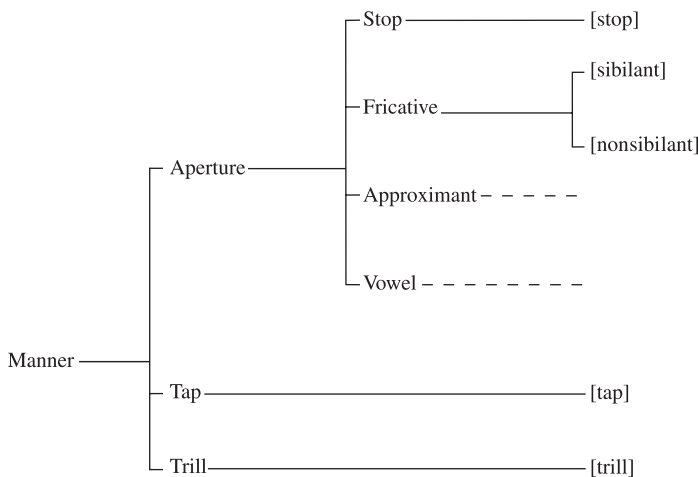 Stop [stop]
[sibilant]
Fricative
[nonsibilant]
Aperture
Approximant
Vowel
Manner
Tap [tap]
Trill [trill]